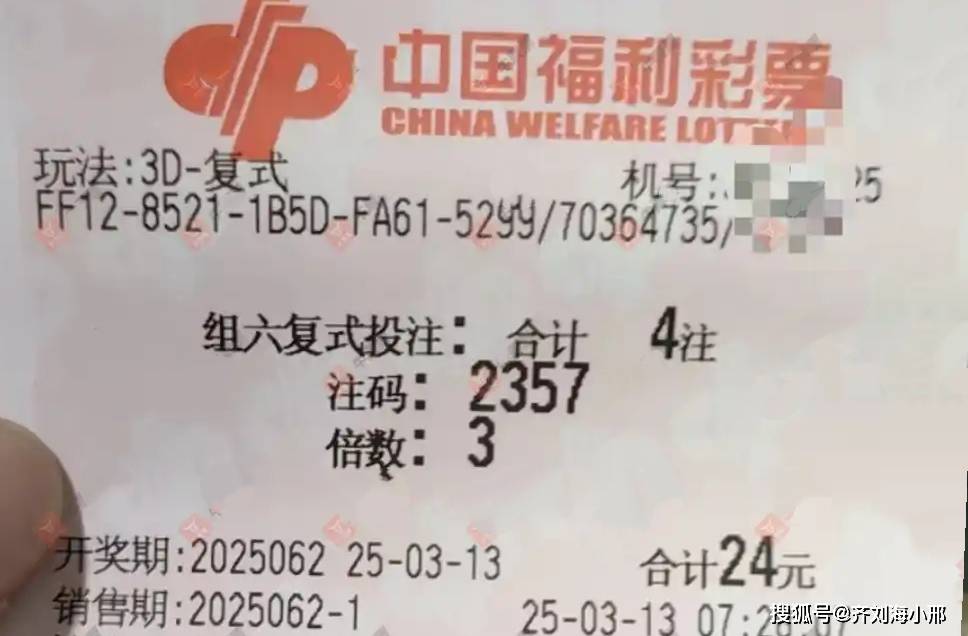 中国福利彩票
CHINA WELFARE LOTTERY
玩法:3D-复式 机号: 25
FF12-8521-1B5D-FA61-52yy/70364735/
组六复式投注: 合计 4注
注码: 2357
倍数: 3
开奖期:2025062 25-03-13 合计24元
销售期:2025062-1 25-03-13 07:26:
搜狐号@齐刘海小邢